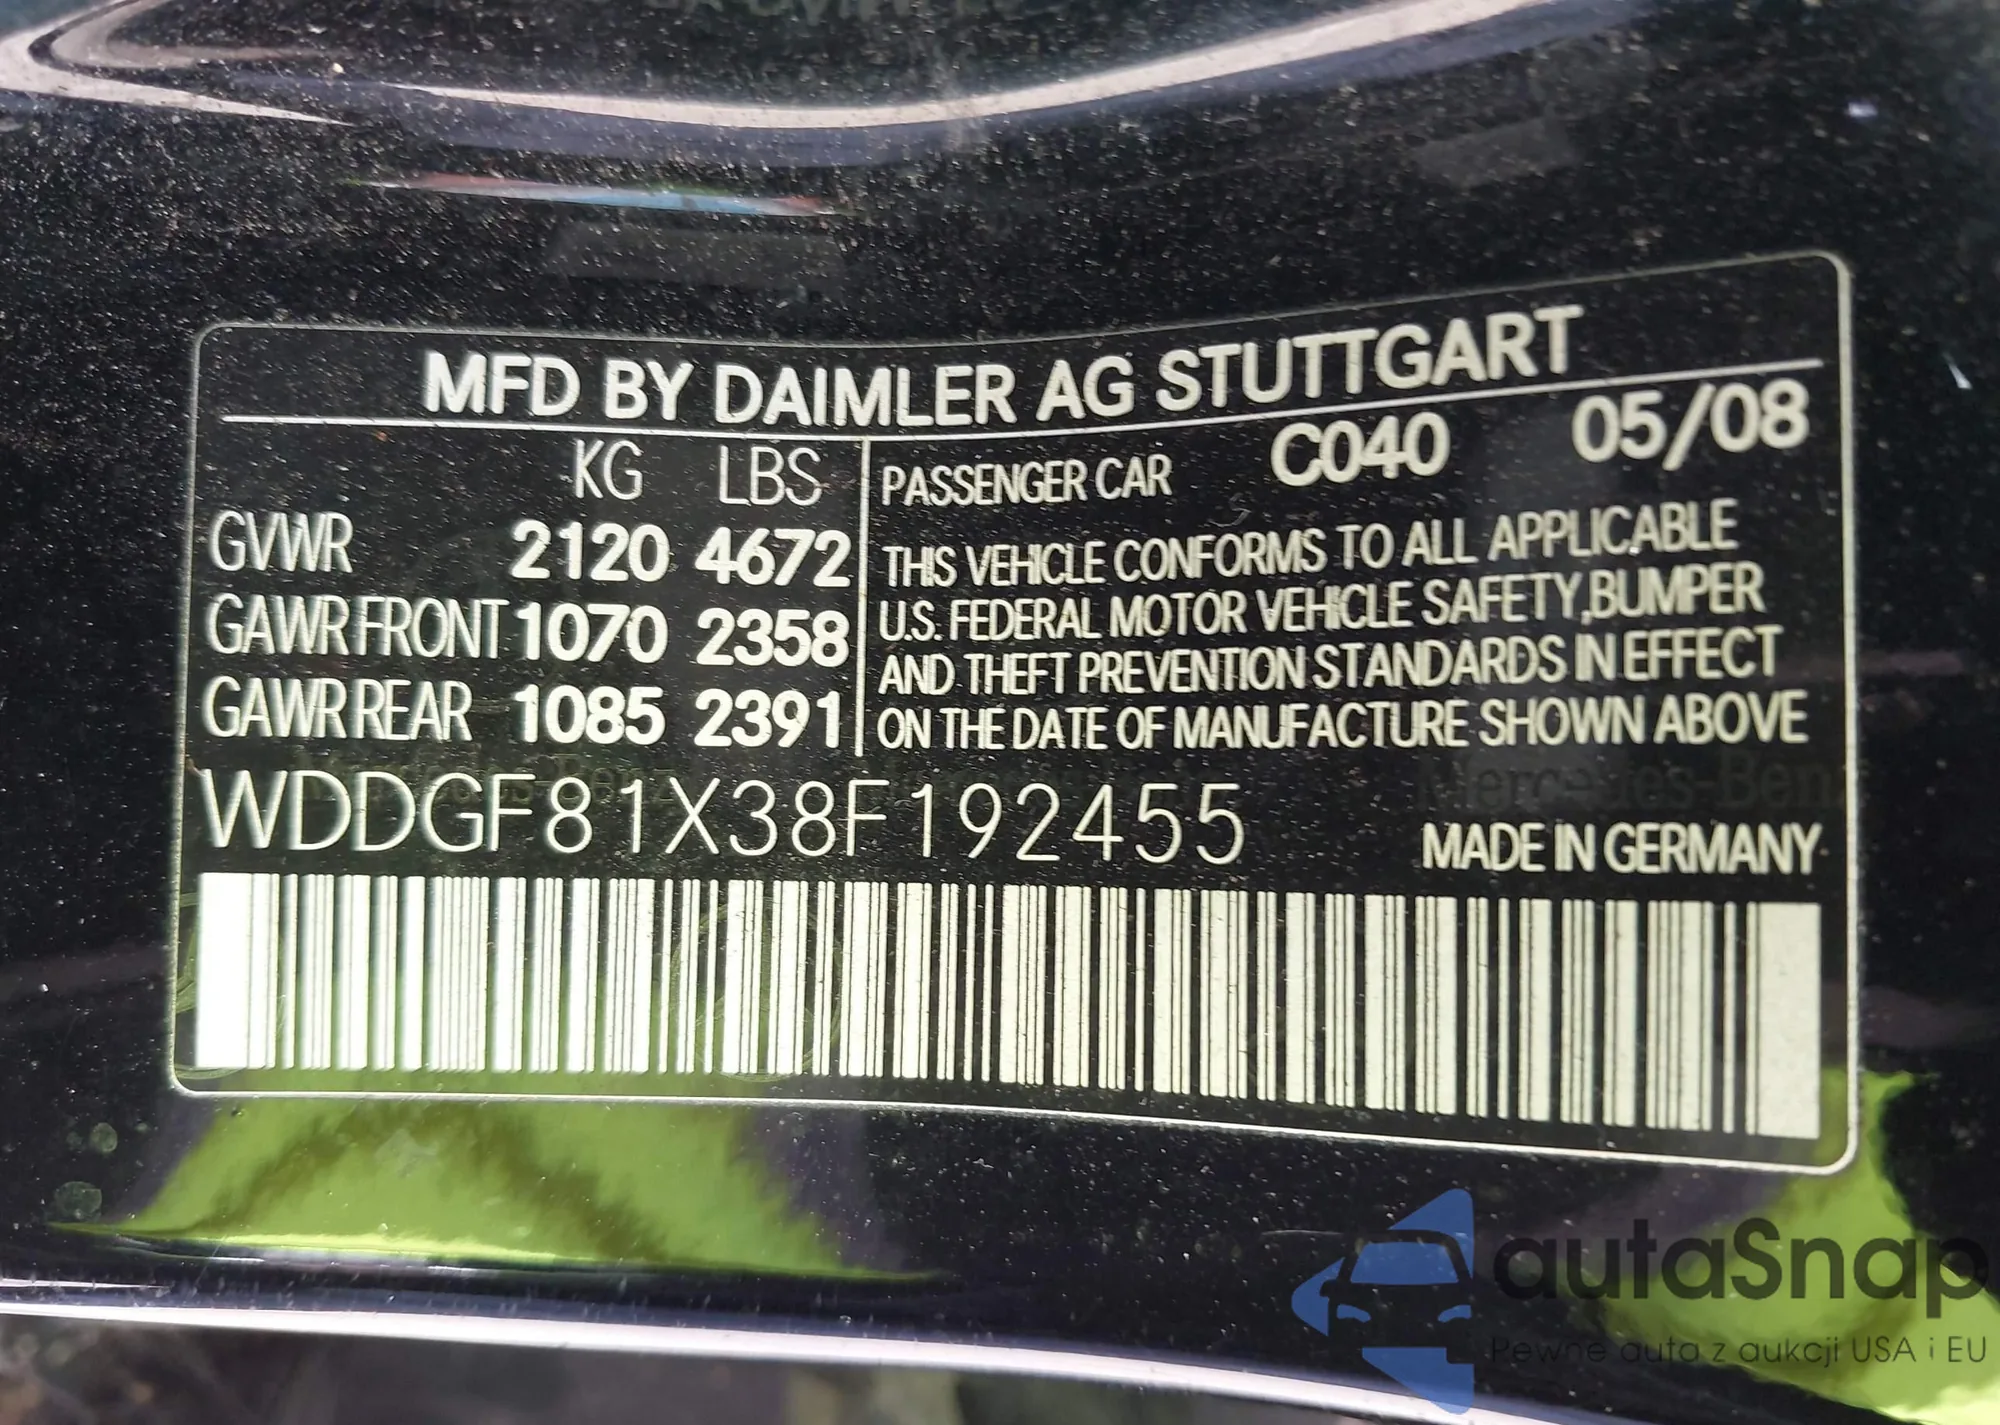 MFD BY DAIMLER AG STUTTGART
KG LBS
GVWR 2120 4672
GAWR FRONT 1070 2358
GAWR REAR 1085 2391
PASSENGER CAR C040 05/08
THIS VEHICLE CONFORMS TO ALL APPLICABLE
U.S. FEDERAL MOTOR VEHICLE SAFETY,BUMPER
AND THEFT PREVENTION STANDARDS IN EFFECT
ON THE DATE OF MANUFACTURE SHOWN ABOVE
WDDGF81X38F192455
Mercedes-Benz
MADE IN GERMANY
autaSnap
Pewne auta z aukcji USA i EU